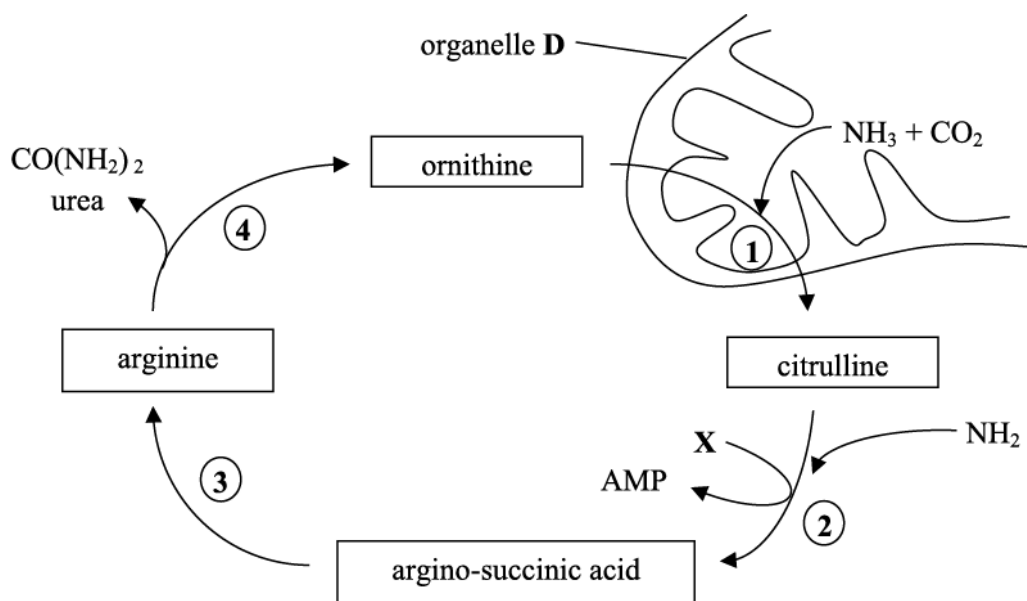 organelle D
NH₃ + CO₂
CO(NH₂)₂
urea
ornithine
4
1
arginine
citrulline
X
NH₂
AMP
3
2
argino-succinic acid